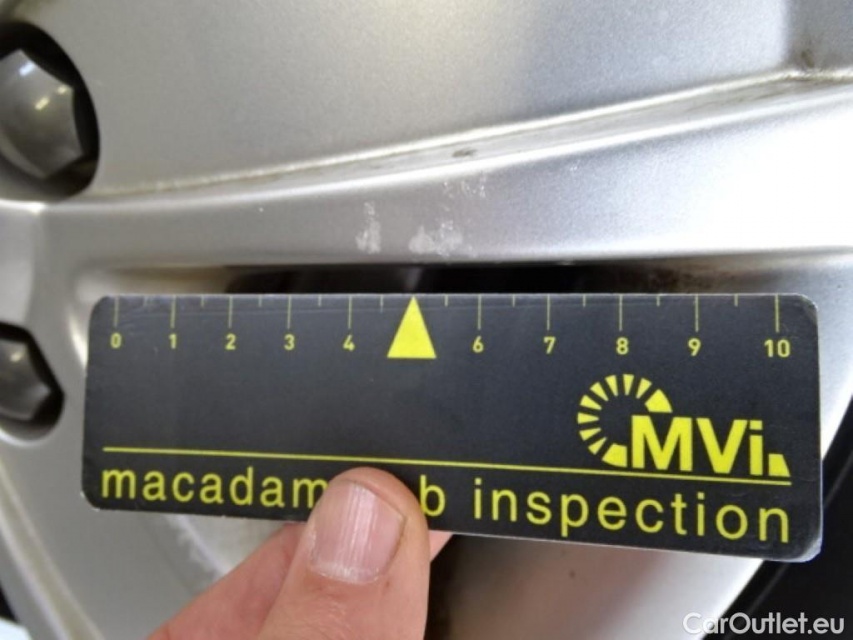 0 1 2 3 4 6 7 8 9 10
MVi
macadam b inspection
CarOutlet.eu